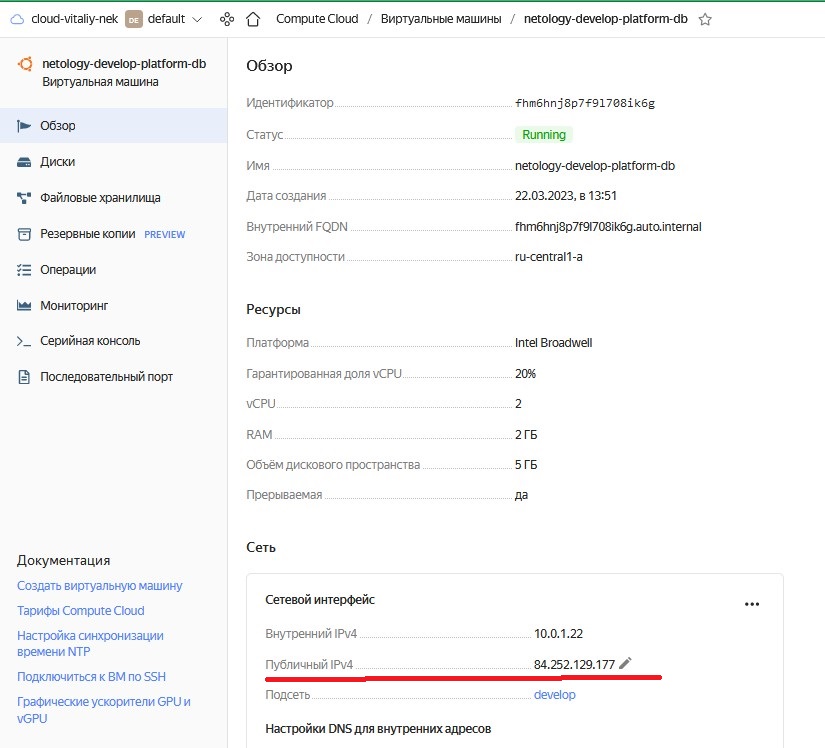 cloud-vitaliy-nek DE default Compute Cloud / Виртуальные машины / netology-develop-platform-db
netology-develop-platform-db
Виртуальная машина
Обзор
Диски
Файловые хранилища
Резервные копии PREVIEW
Операции
Мониторинг
Серийная консоль
Последовательный порт
Документация
Создать виртуальную машину
Тарифы Compute Cloud
Настройка синхронизации
времени NTP
Подключиться к ВМ по SSH
Графические ускорители GPU и
vGPU
Обзор
Идентификатор fhm6hnj8p7f9l708ik6g
Статус Running
Имя netology-develop-platform-db
Дата создания 22.03.2023, в 13:51
Внутренний FQDN fhm6hnj8p7f9l708ik6g.auto.internal
Зона доступности ru-central1-a
Ресурсы
Платформа Intel Broadwell
Гарантированная доля vCPU 20%
vCPU 2
RAM 2 ГБ
Объём дискового пространства 5 ГБ
Прерываемая да
Сеть
Сетевой интерфейс
Внутренний IPv4 10.0.1.22
Публичный IPv4 84.252.129.177
Подсеть develop
Настройки DNS для внутренних адресов